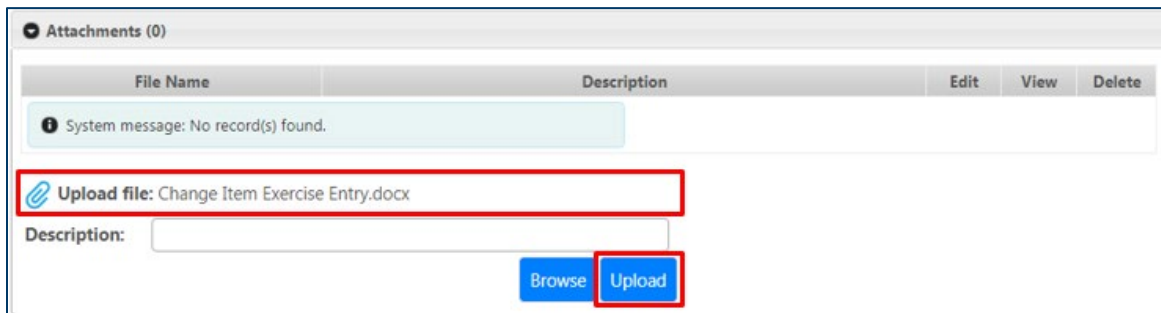 Attachments (0)
File Name Description Edit View Delete
System message: No record(s) found.
Upload file: Change Item Exercise Entry.docx
Description:
Browse Upload